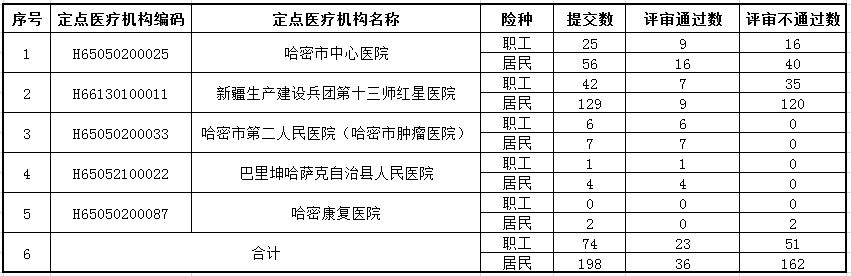 序号 定点医疗机构编码 定点医疗机构名称 险种 提交数 评审通过数 评审不通过数
1 H65050200025 哈密市中心医院 职工 25 9 16
居民 56 16 40
2 H66130100011 新疆生产建设兵团第十三师红星医院 职工 42 7 35
居民 129 9 120
3 H65050200033 哈密市第二人民医院（哈密市肿瘤医院） 职工 6 6 0
居民 7 7 0
4 H65052100022 巴里坤哈萨克自治县人民医院 职工 1 1 0
居民 4 4 0
5 H65050200087 哈密康复医院 职工 0 0 0
居民 2 0 2
6 合计 职工 74 23 51
居民 198 36 162